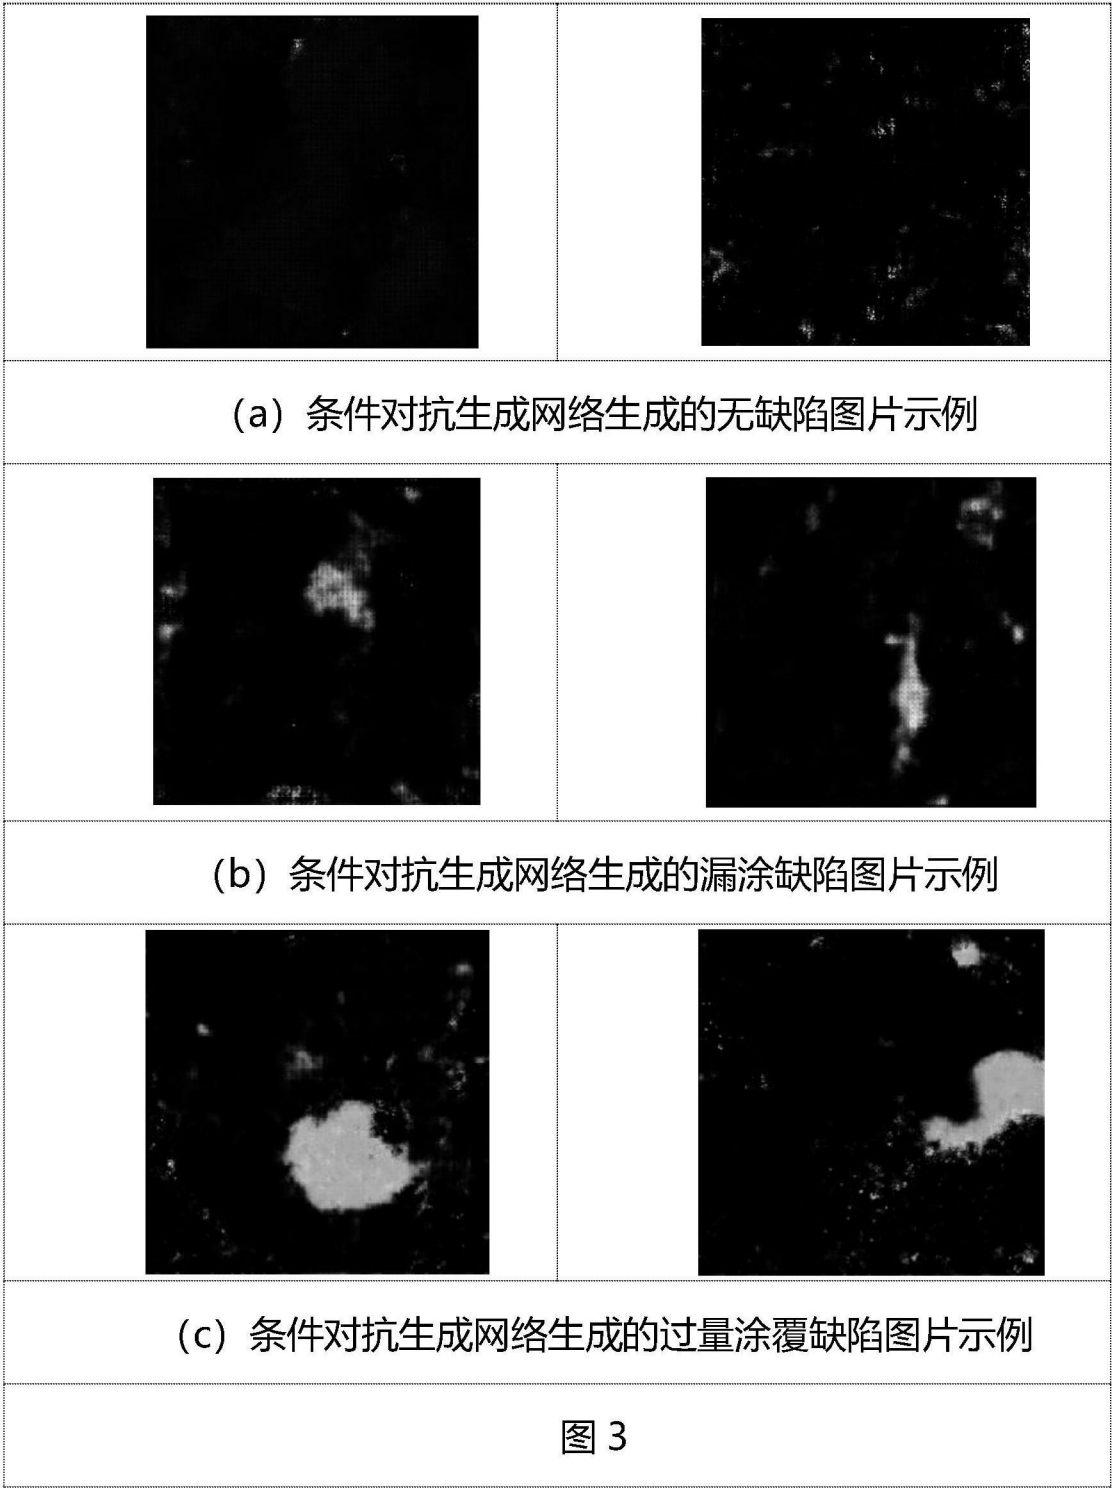 （a）条件对抗生成网络生成的无缺陷图片示例
（b）条件对抗生成网络生成的漏涂缺陷图片示例
（c）条件对抗生成网络生成的过量涂覆缺陷图片示例
图 3